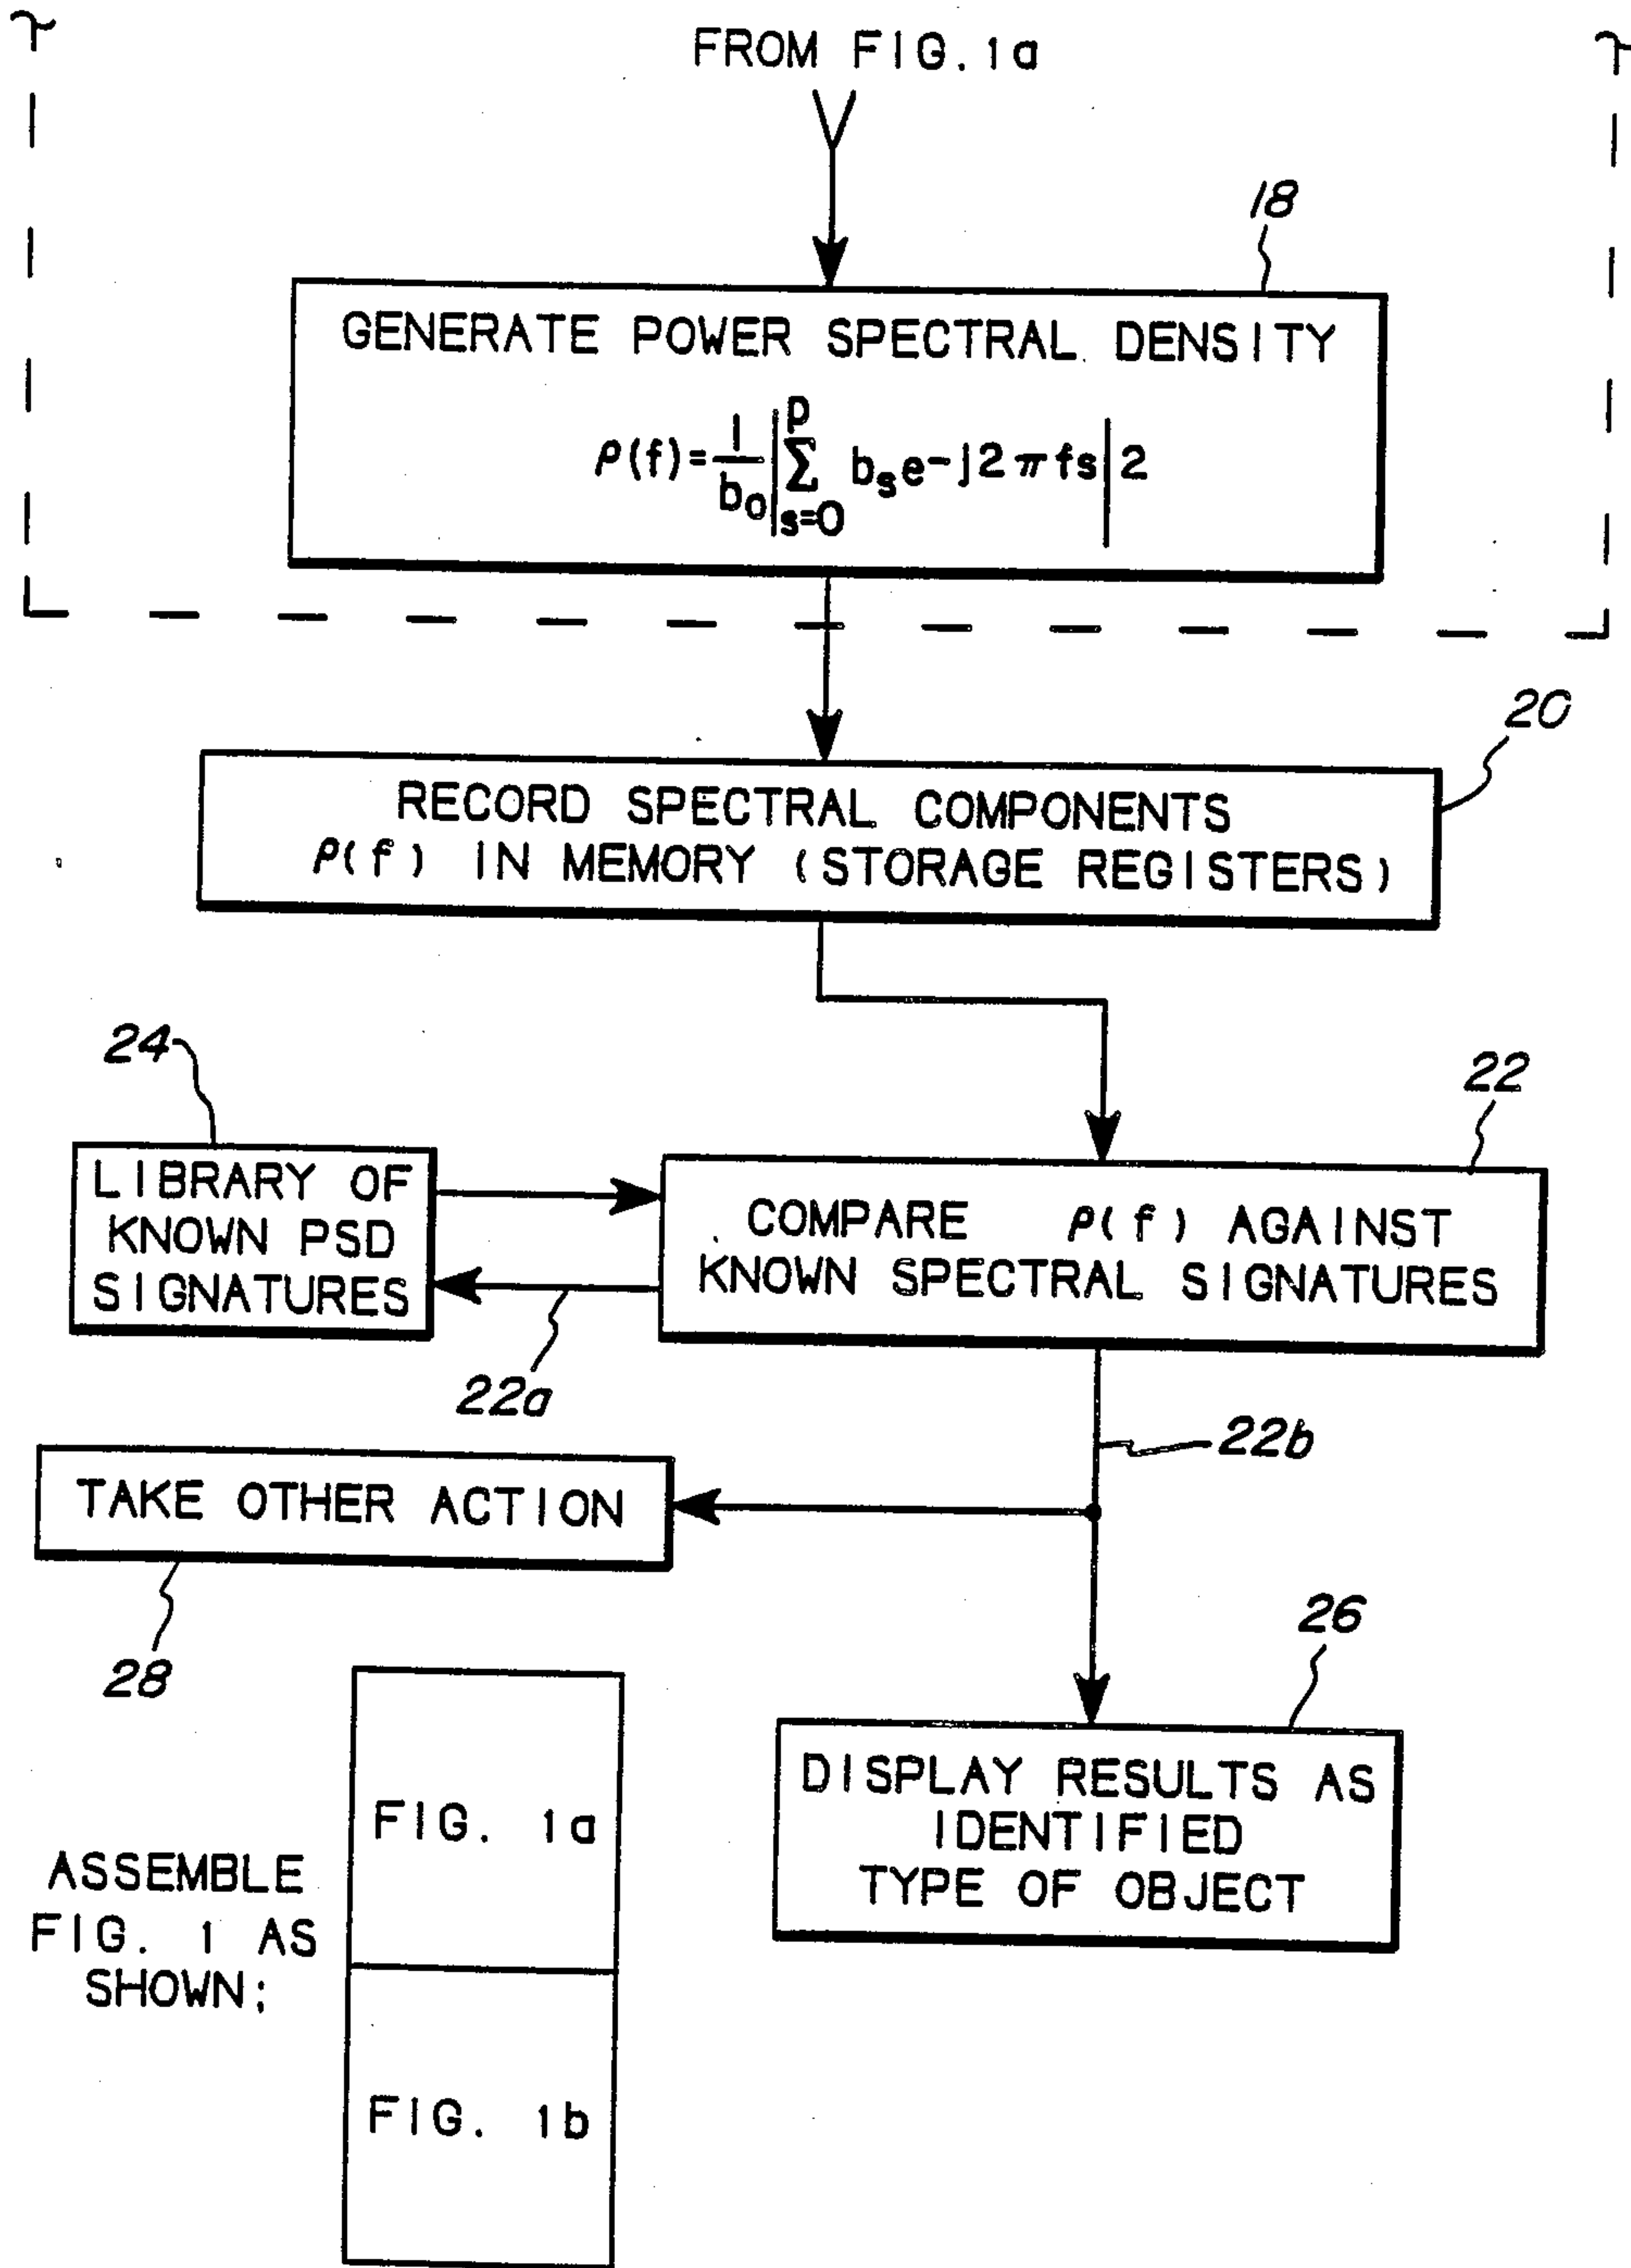 FROM FIG. 1a
18
GENERATE POWER SPECTRAL DENSITY
ρ(f)=1/b₀|∑ₛ₌₀ᵖ bₛe-j2πfs|2
20
RECORD SPECTRAL COMPONENTS
ρ(f) IN MEMORY (STORAGE REGISTERS)
24
22
LIBRARY OF
KNOWN PSD
SIGNATURES
COMPARE ρ(f) AGAINST
KNOWN SPECTRAL SIGNATURES
22a
22b
TAKE OTHER ACTION
28
26
DISPLAY RESULTS AS
IDENTIFIED
TYPE OF OBJECT
ASSEMBLE
FIG. 1 AS
SHOWN:
FIG. 1a
FIG. 1b